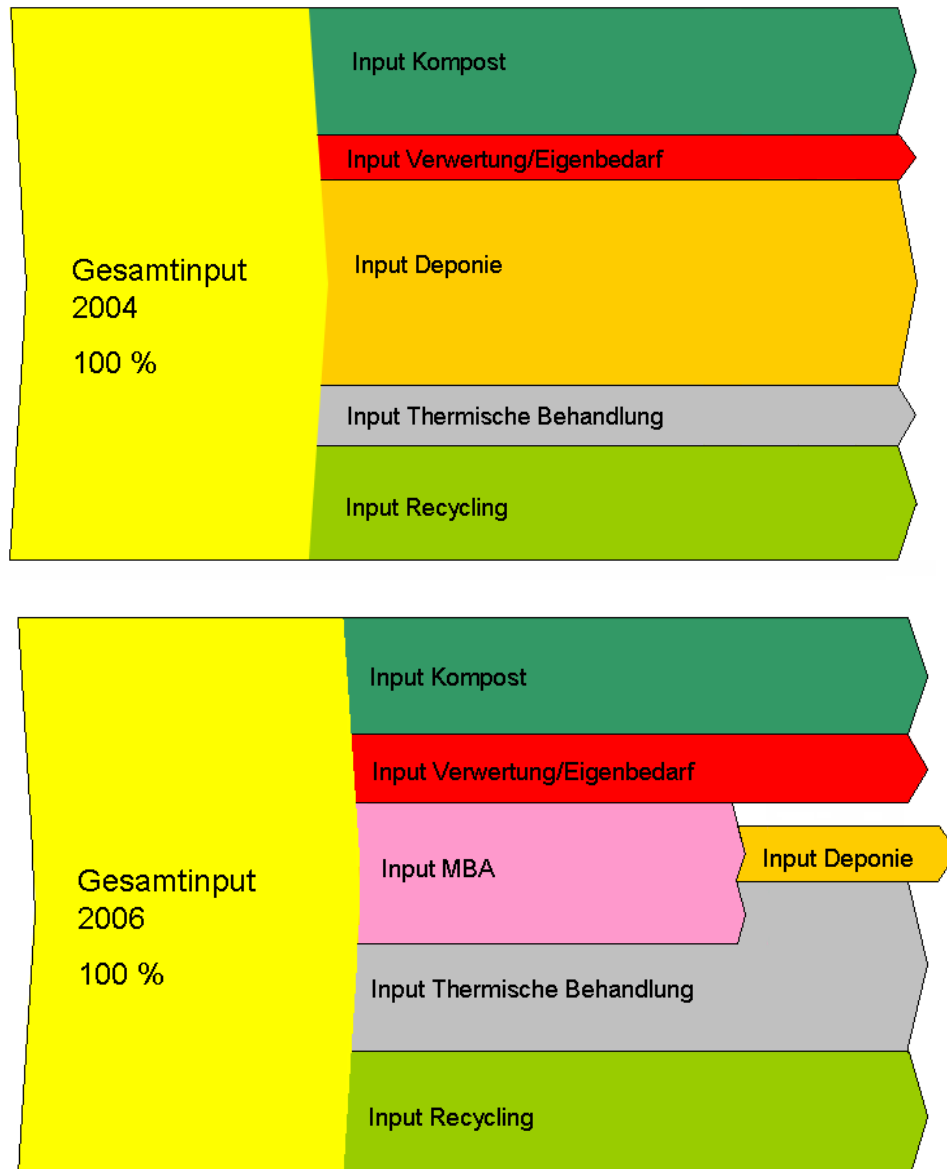 Input Kompost
Input Verwertung/Eigenbedarf
Input Deponie
Gesamtinput
2004
100 %
Input Thermische Behandlung
Input Recycling
Input Kompost
Input Verwertung/Eigenbedarf
Input MBA
Input Deponie
Gesamtinput
2006
100 %
Input Thermische Behandlung
Input Recycling